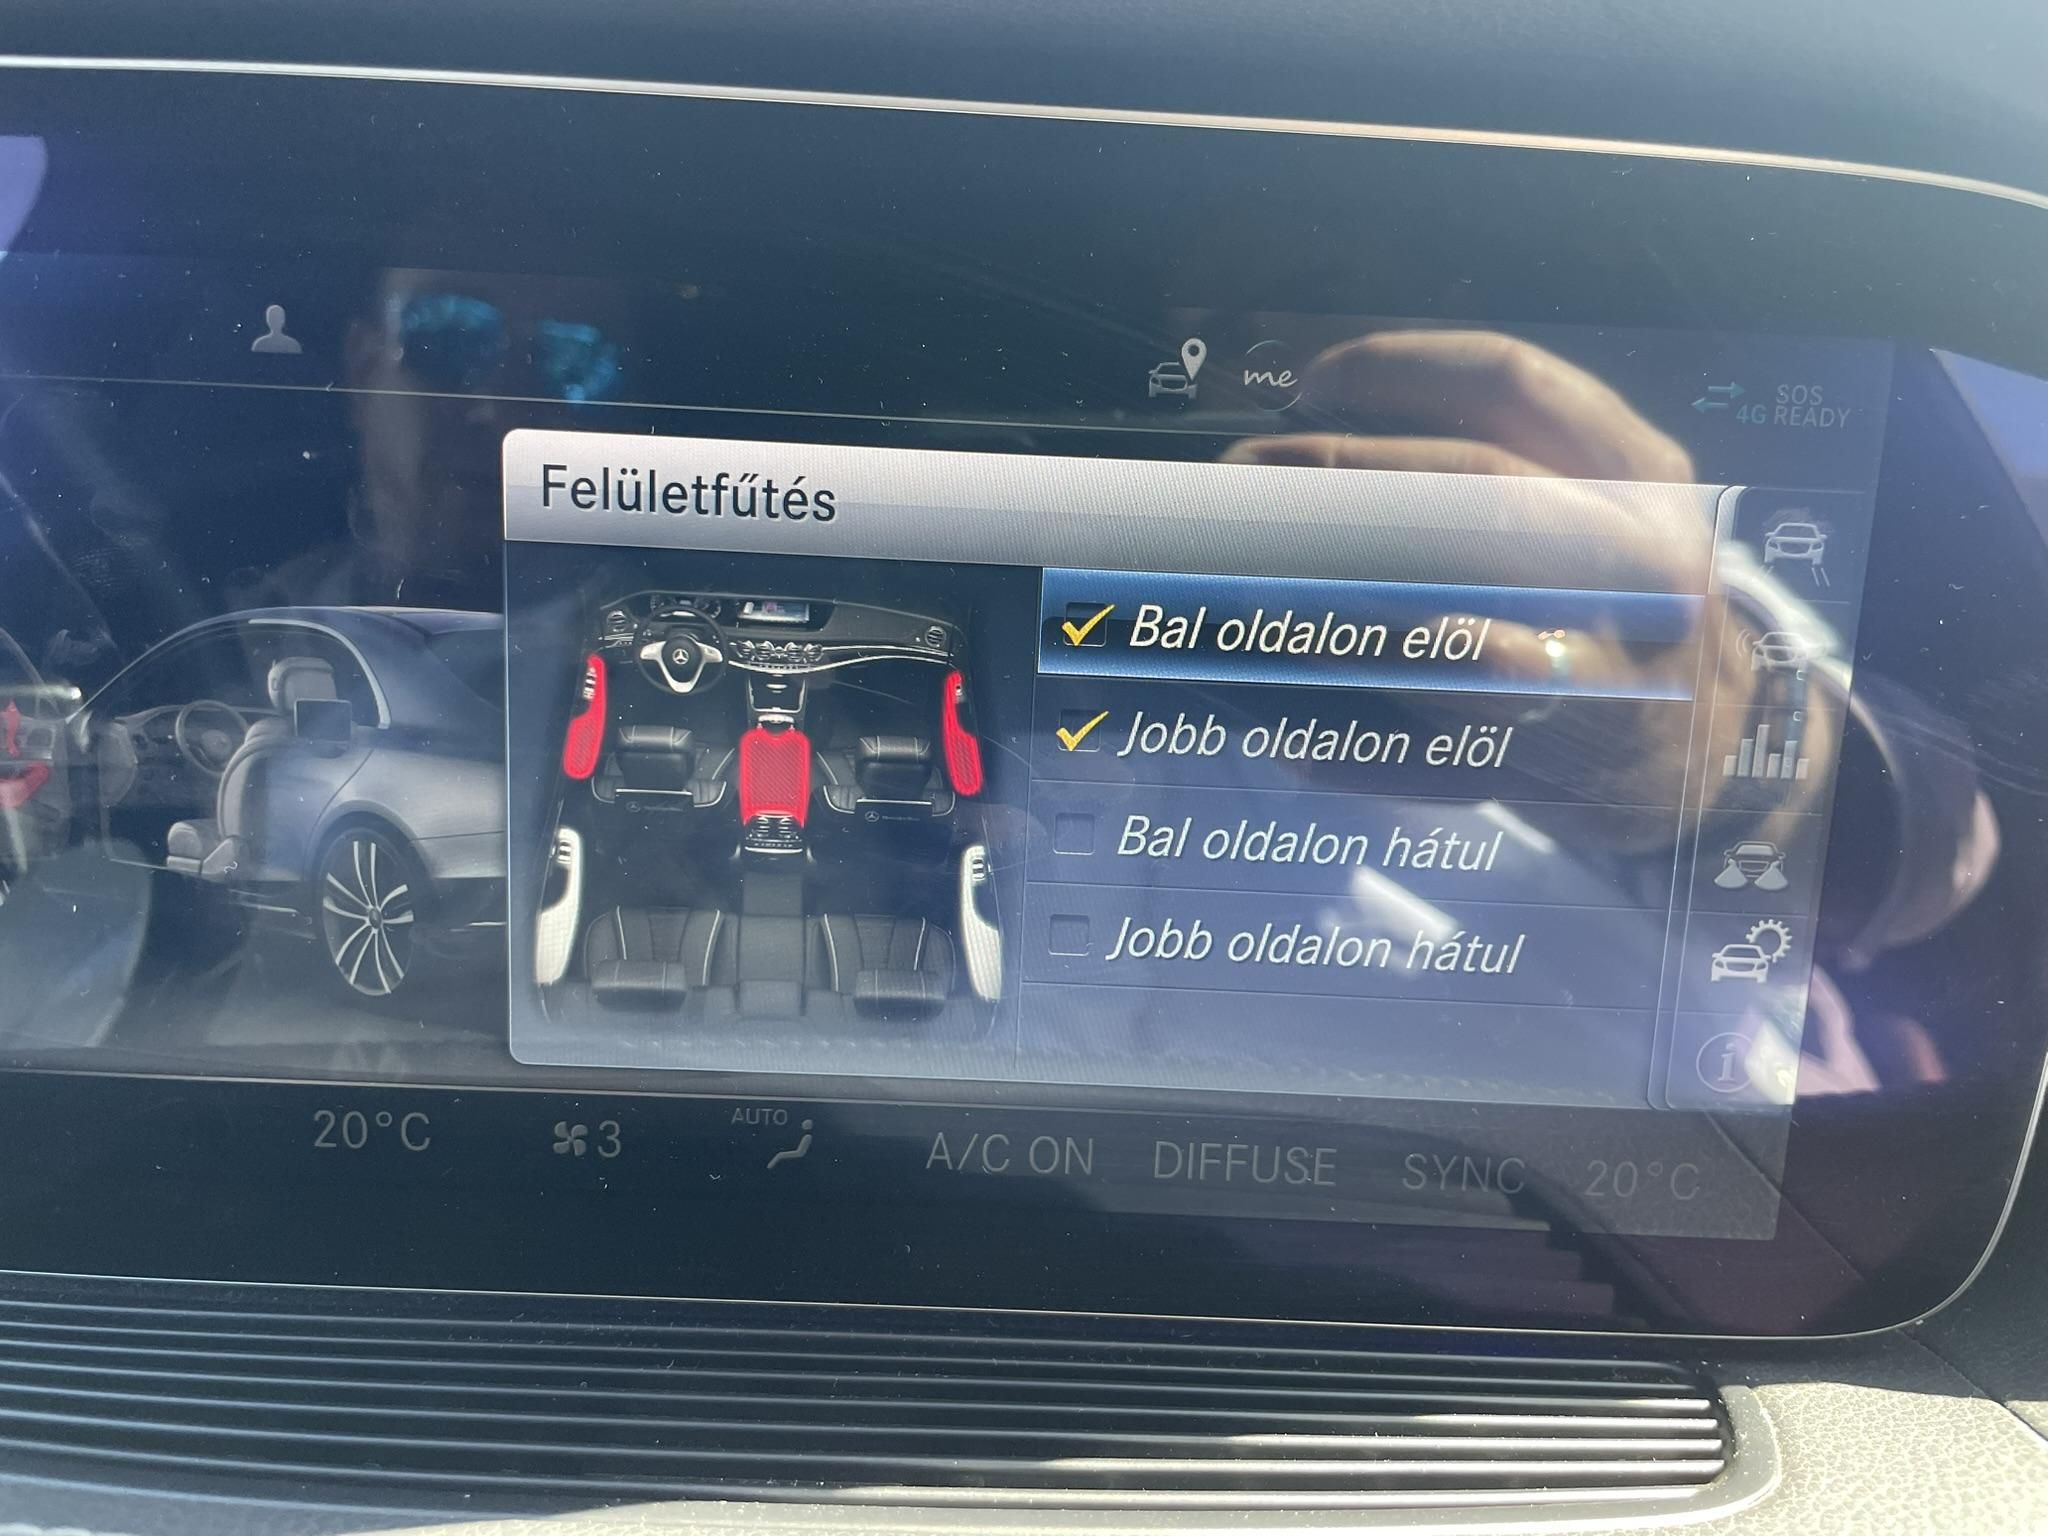 me
SOS
4G READY
Felületfűtés
Bal oldalon elöl
Jobb oldalon elöl
Bal oldalon hátul
Jobb oldalon hátul
20°C
3
AUTO
A/C ON
DIFFUSE
SYNC
20°C